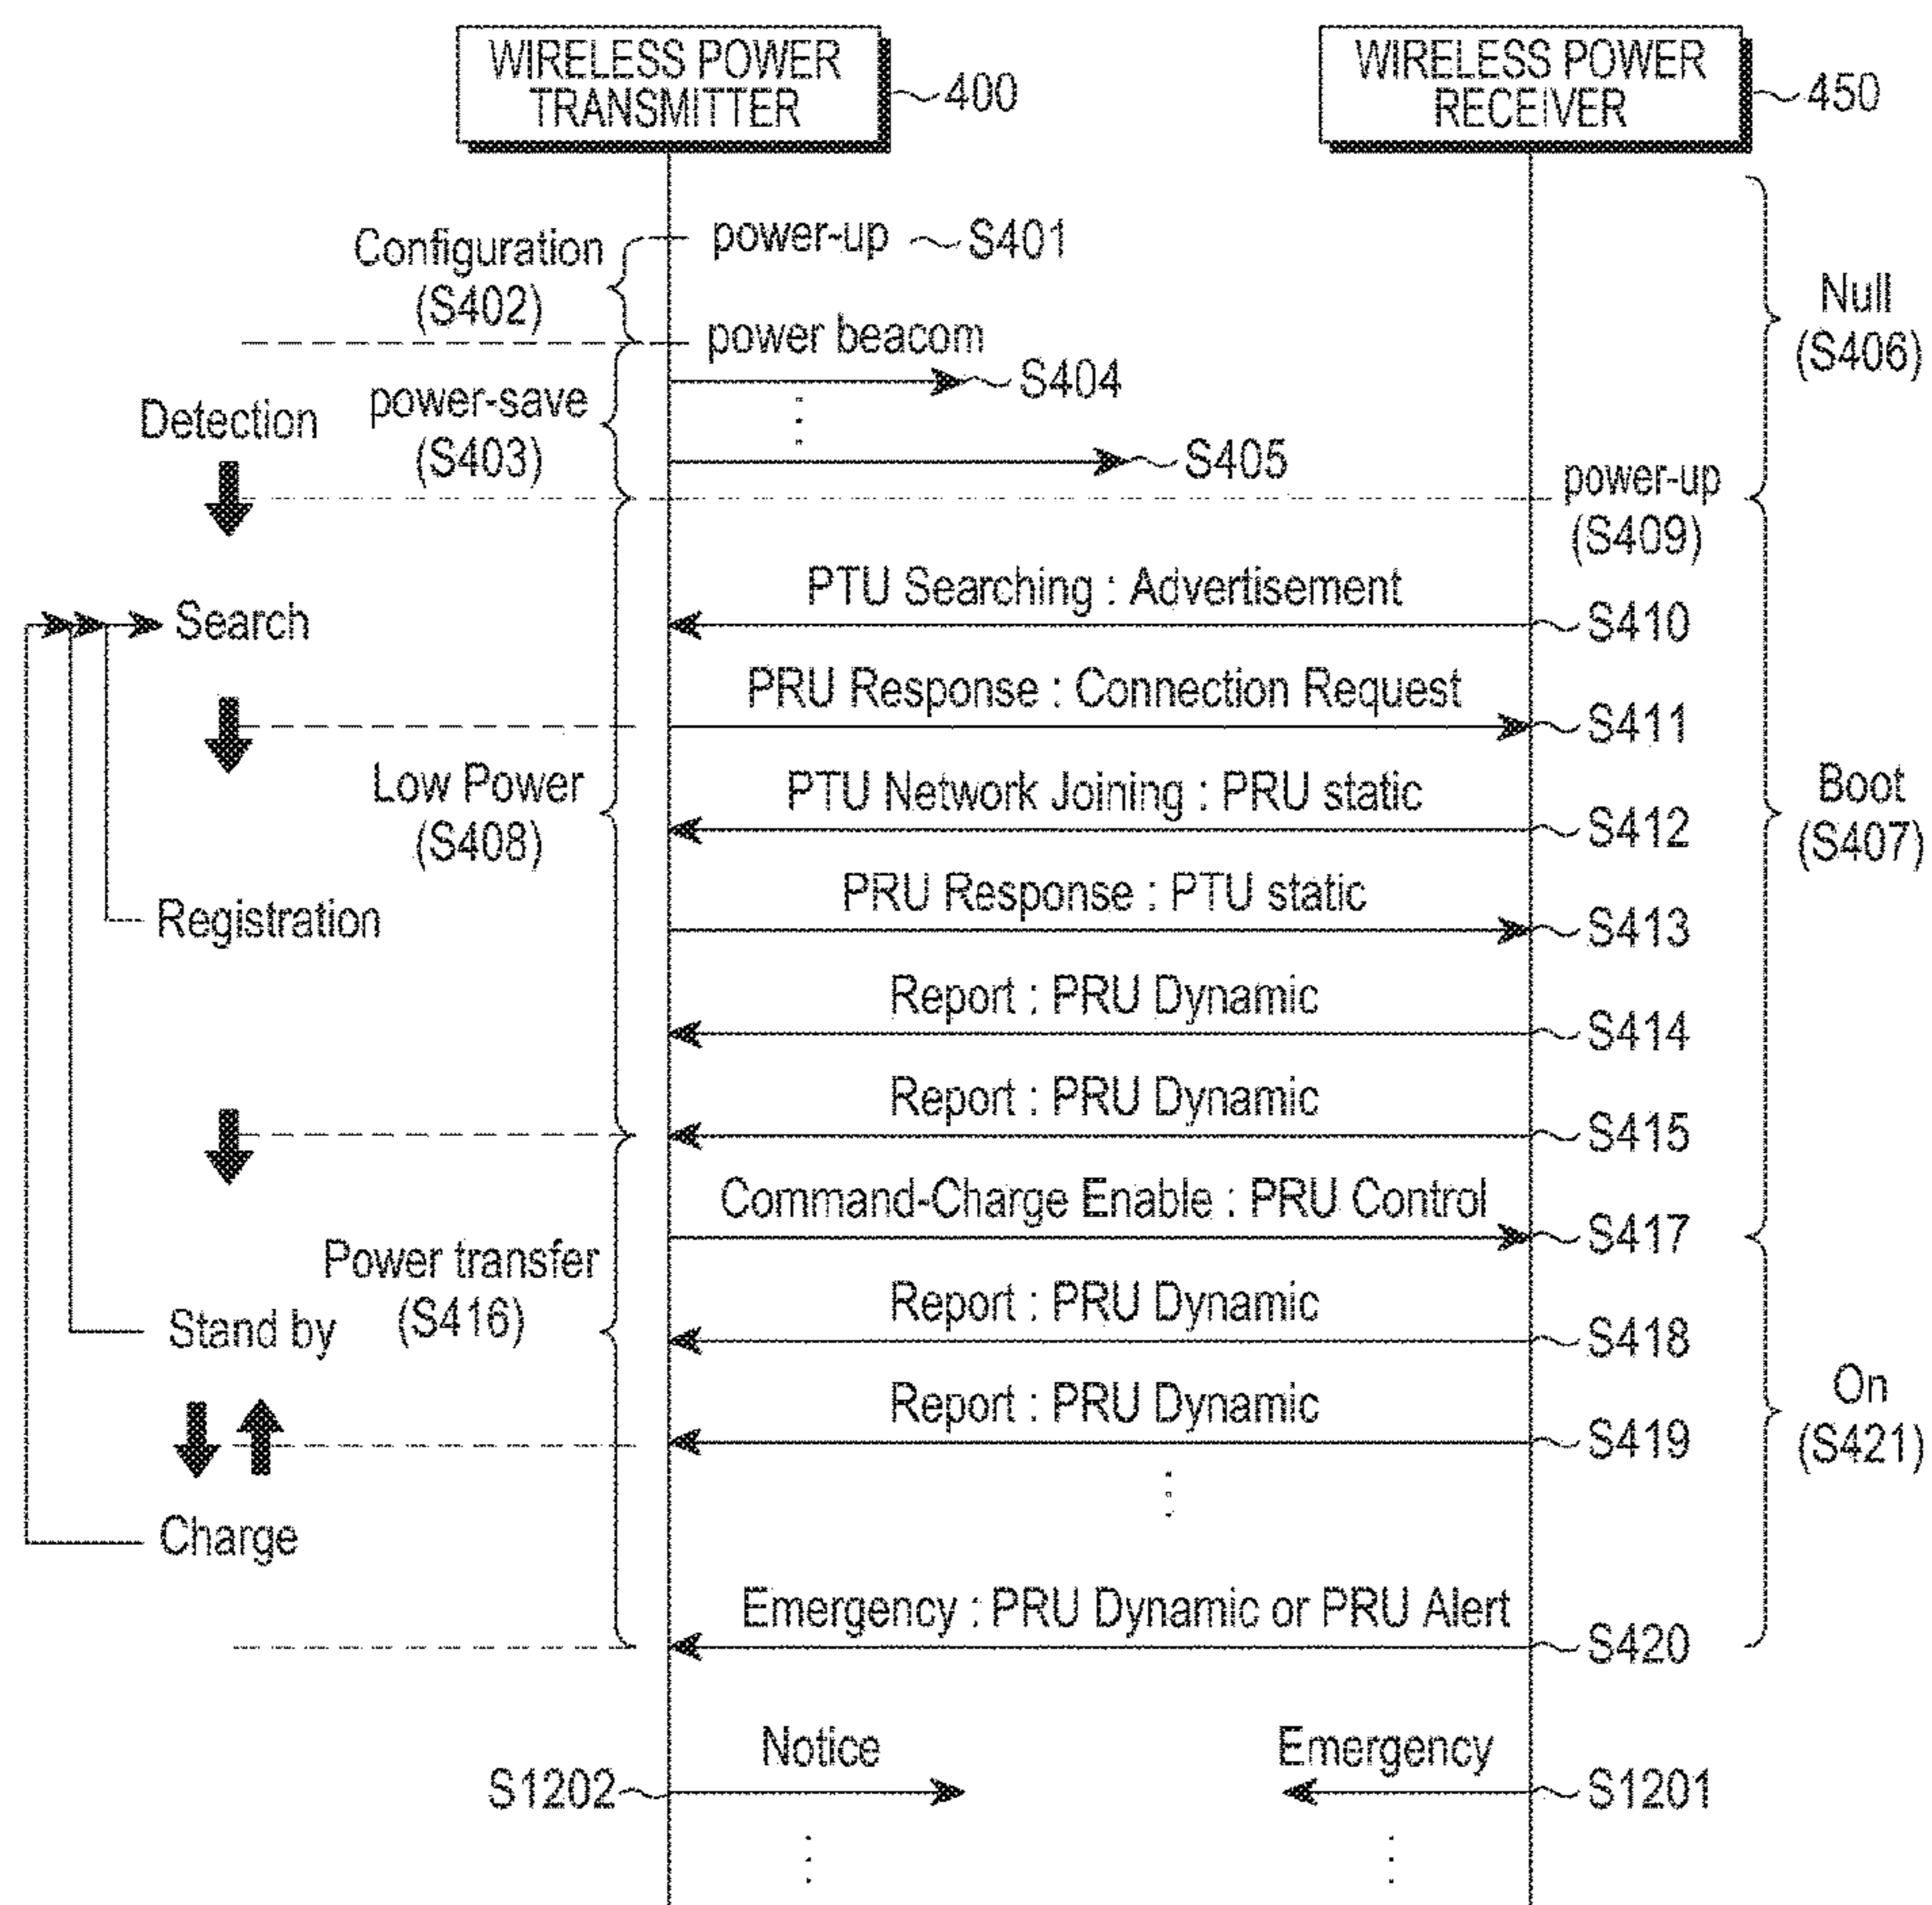 WIRELESS POWER
TRANSMITTER
400
WIRELESS POWER
RECEIVER
450
Configuration
(S402)
power-up
S401
Null
(S406)
power beacom
S404
Detection
power-save
(S403)
S405
power-up
(S409)
PTU Searching : Advertisement
Search
S410
PRU Response : Connection Request
S411
Low Power
(S408)
PTU Network Joining : PRU static
S412
Boot
(S407)
PRU Response : PTU static
Registration
S413
Report : PRU Dynamic
S414
Report : PRU Dynamic
S415
Command-Charge Enable : PRU Control
S417
Power transfer
(S416)
Report : PRU Dynamic
Stand by
S418
Report : PRU Dynamic
S419
On
(S421)
Charge
Emergency : PRU Dynamic or PRU Alert
S420
Notice
Emergency
S1202
S1201